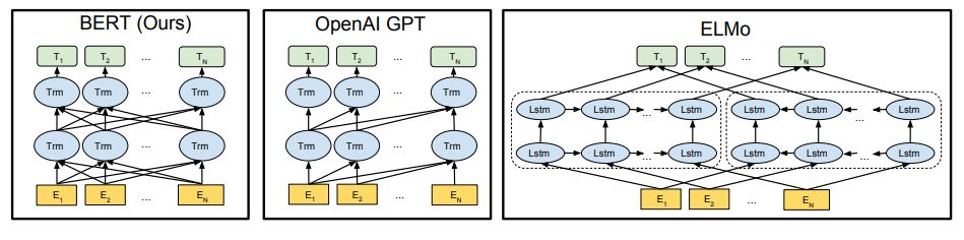 BERT (Ours)
T1 T2 ... TN
Trm Trm ... Trm
Trm Trm ... Trm
E1 E2 ... EN
OpenAI GPT
T1 T2 ... TN
Trm Trm ... Trm
Trm Trm ... Trm
E1 E2 ... EN
ELMo
T1 T2 ... TN
Lstm Lstm ... Lstm Lstm Lstm ... Lstm
Lstm Lstm ... Lstm Lstm Lstm ... Lstm
E1 E2 ... EN